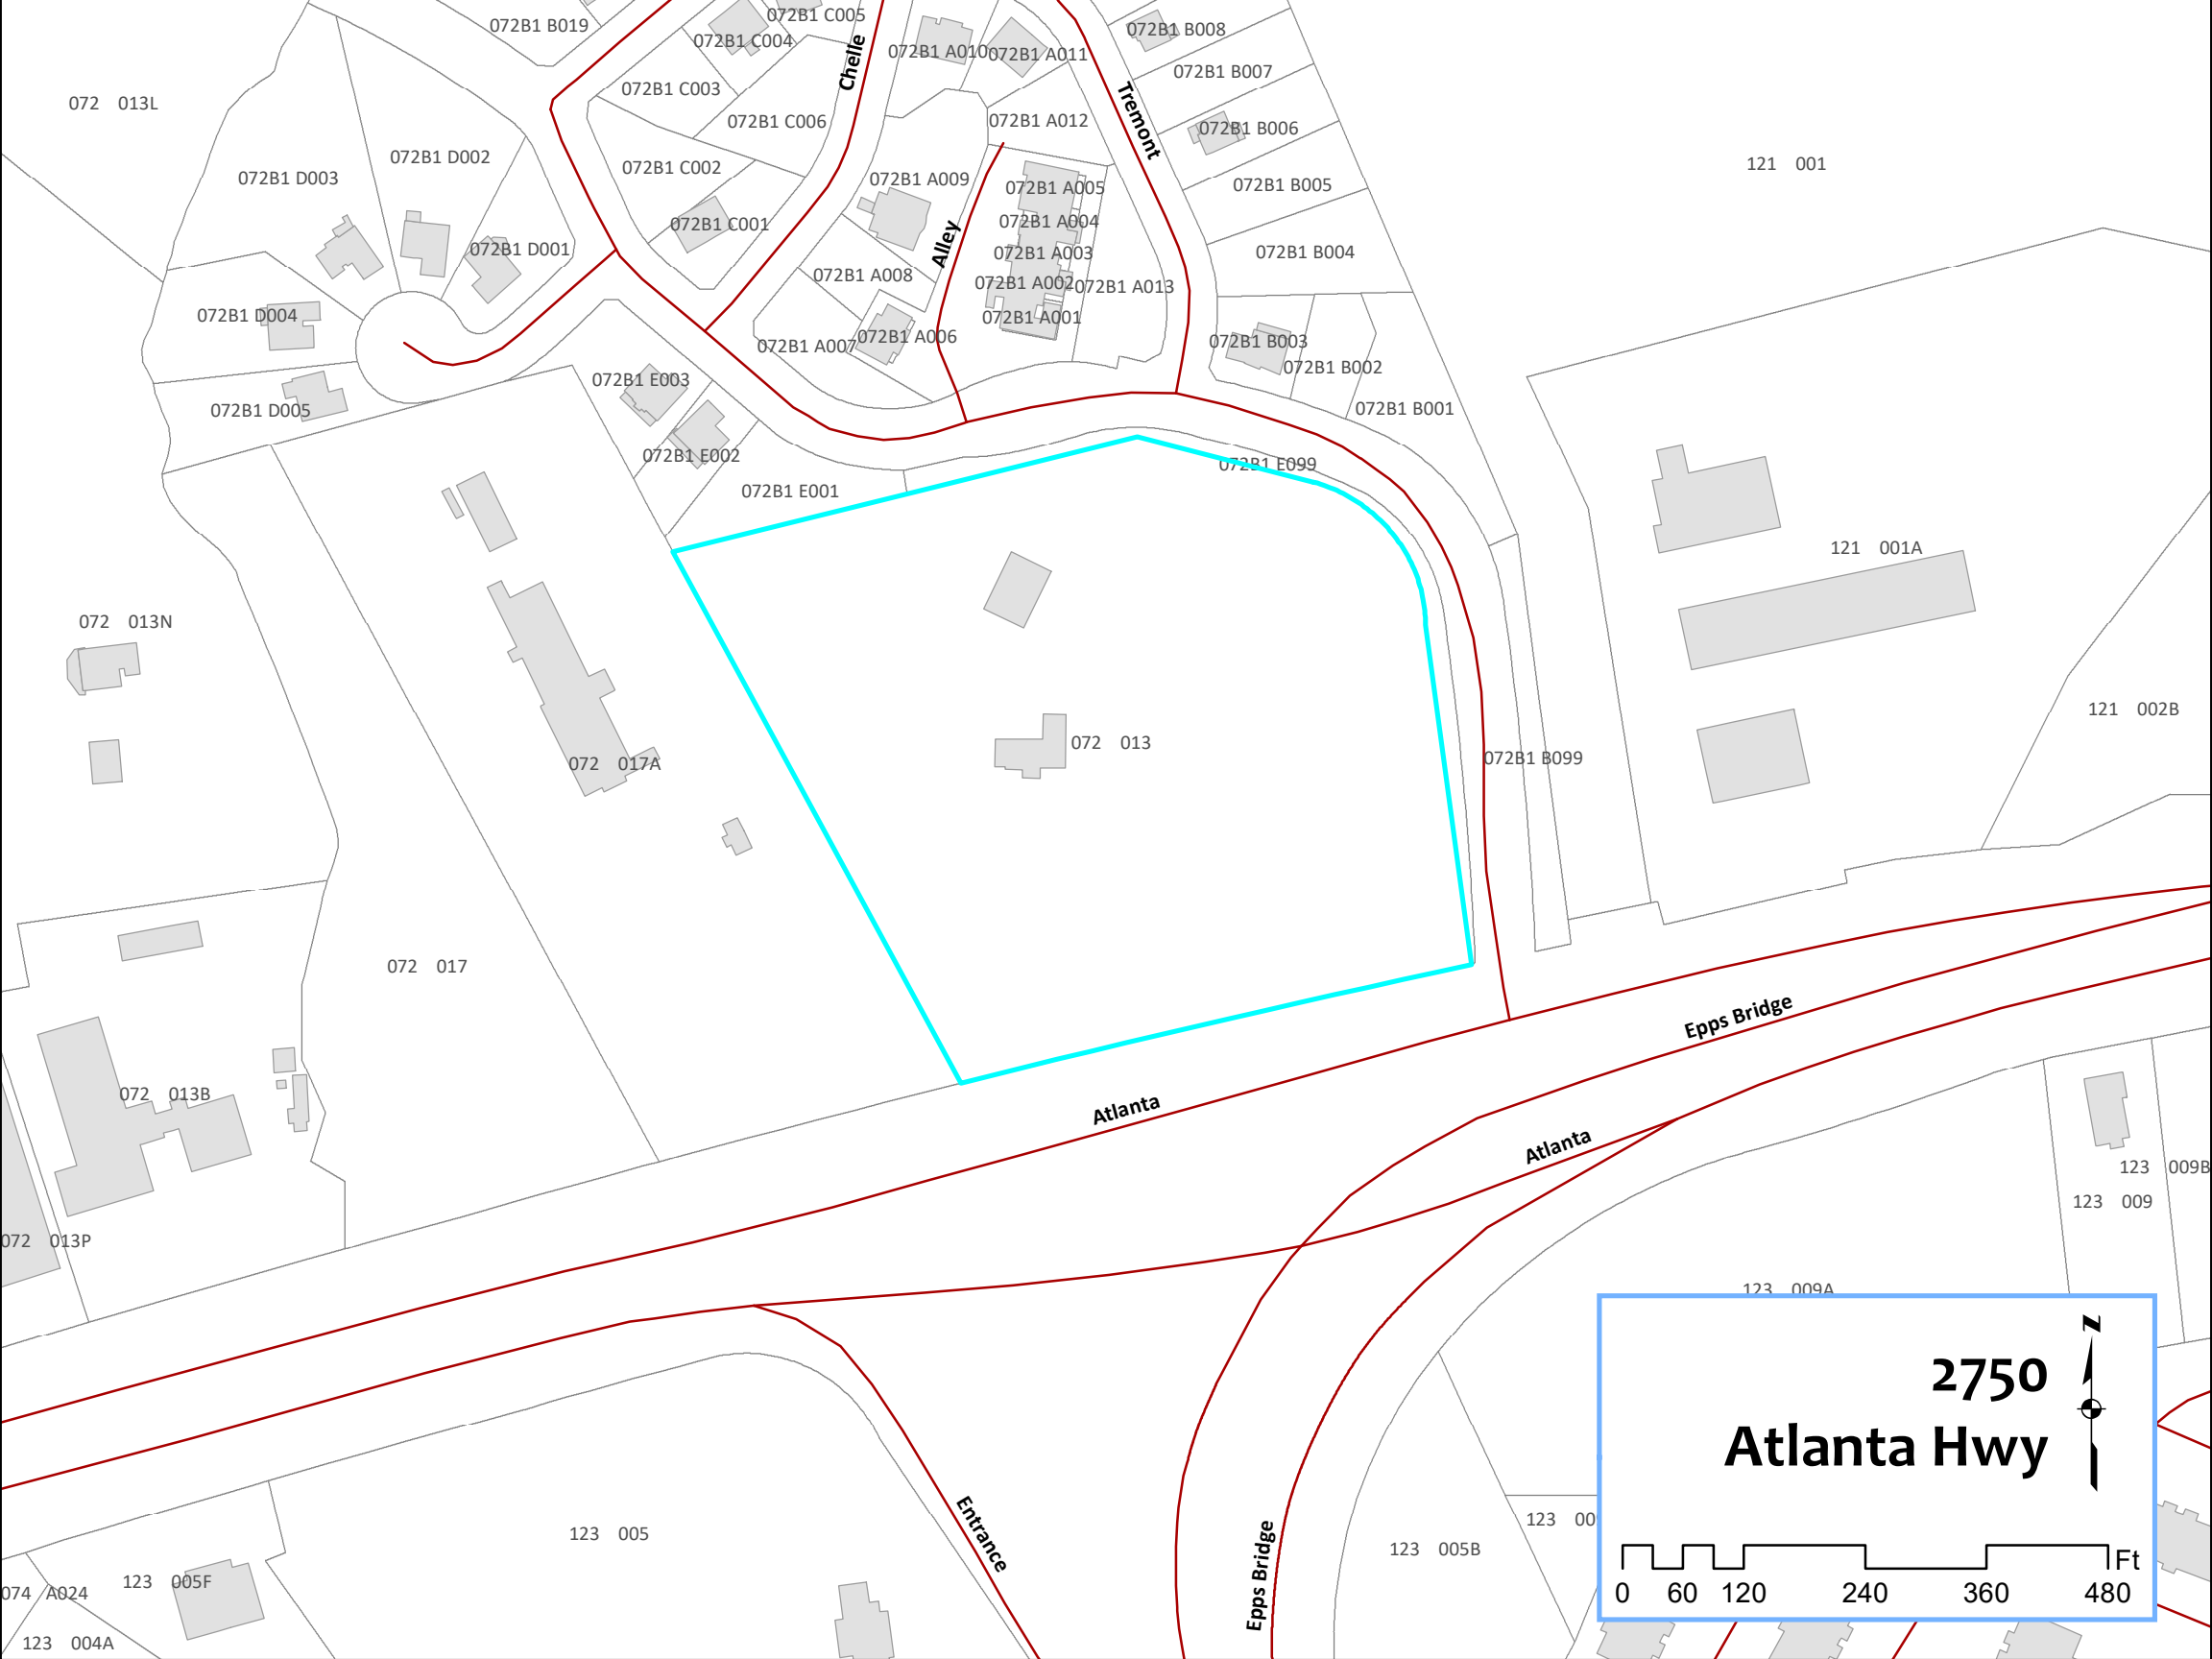 072B1 B019
072B1 C005
072B1 C004
072B1 A010
072B1 A011
072B1 B008
Chelle
072B1 B007
072 013L
072B1 C003
Tremont
072B1 C006
072B1 A012
072B1 B006
072B1 D002
072B1 C002
121 001
072B1 D003
072B1 A009
072B1 A005
072B1 B005
072B1 C001
072B1 A004
Alley
072B1 D001
072B1 A003
072B1 B004
072B1 A008
072B1 A002
072B1 A013
072B1 D004
072B1 A001
072B1 A007
072B1 A006
072B1 B003
072B1 B002
072B1 E003
072B1 D005
072B1 B001
072B1 E002
072B1 E099
072B1 E001
121 001A
072 013N
121 002B
072 013
072B1 B099
072 017A
072 017
Epps Bridge
072 013B
Atlanta
Atlanta
123 009B
123 009
072 013P
123 009A
2750
Atlanta Hwy
N
123 005
Entrance
Epps Bridge
123 00
123 005B
123 005F
074 A024
123 004A
Ft
0 60 120 240 360 480